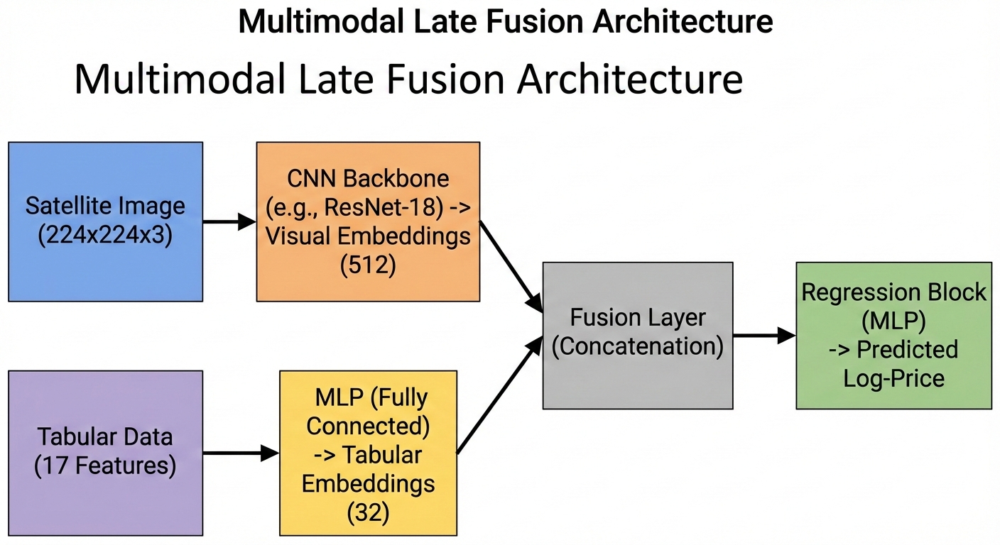 Multimodal Late Fusion Architecture
Multimodal Late Fusion Architecture
Satellite Image
(224x224x3)
CNN Backbone
(e.g., ResNet-18) ->
Visual Embeddings
(512)
Tabular Data
(17 Features)
MLP (Fully
Connected)
-> Tabular
Embeddings
(32)
Fusion Layer
(Concatenation)
Regression Block
(MLP)
-> Predicted
Log-Price